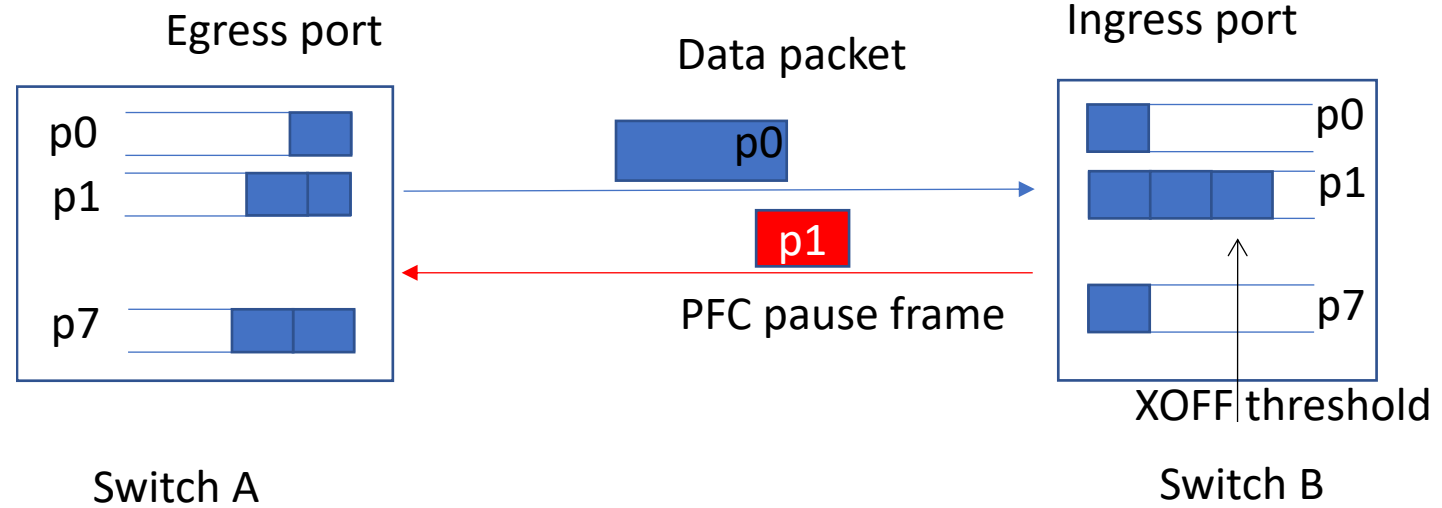 Egress port
Data packet
Ingress port
p0
p0
p0
p1
p1
p1
p7
PFC pause frame
p7
XOFF threshold
Switch A
Switch B